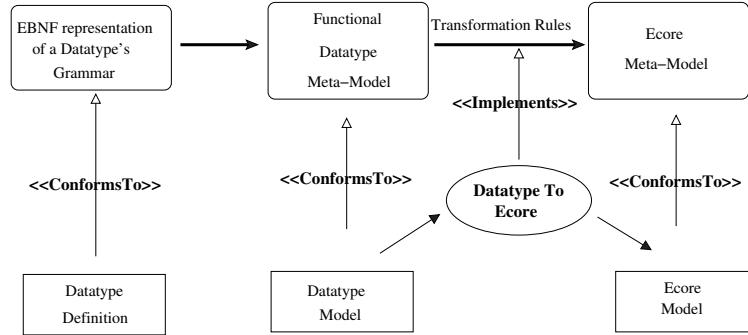 EBNF representation
of a Datatype's
Grammar
Functional
Datatype
Meta−Model
Transformation Rules
Ecore
Meta−Model
<<Implements>>
<<ConformsTo>>
<<ConformsTo>>
<<ConformsTo>>
Datatype To
Ecore
Datatype
Definition
Datatype
Model
Ecore
Model